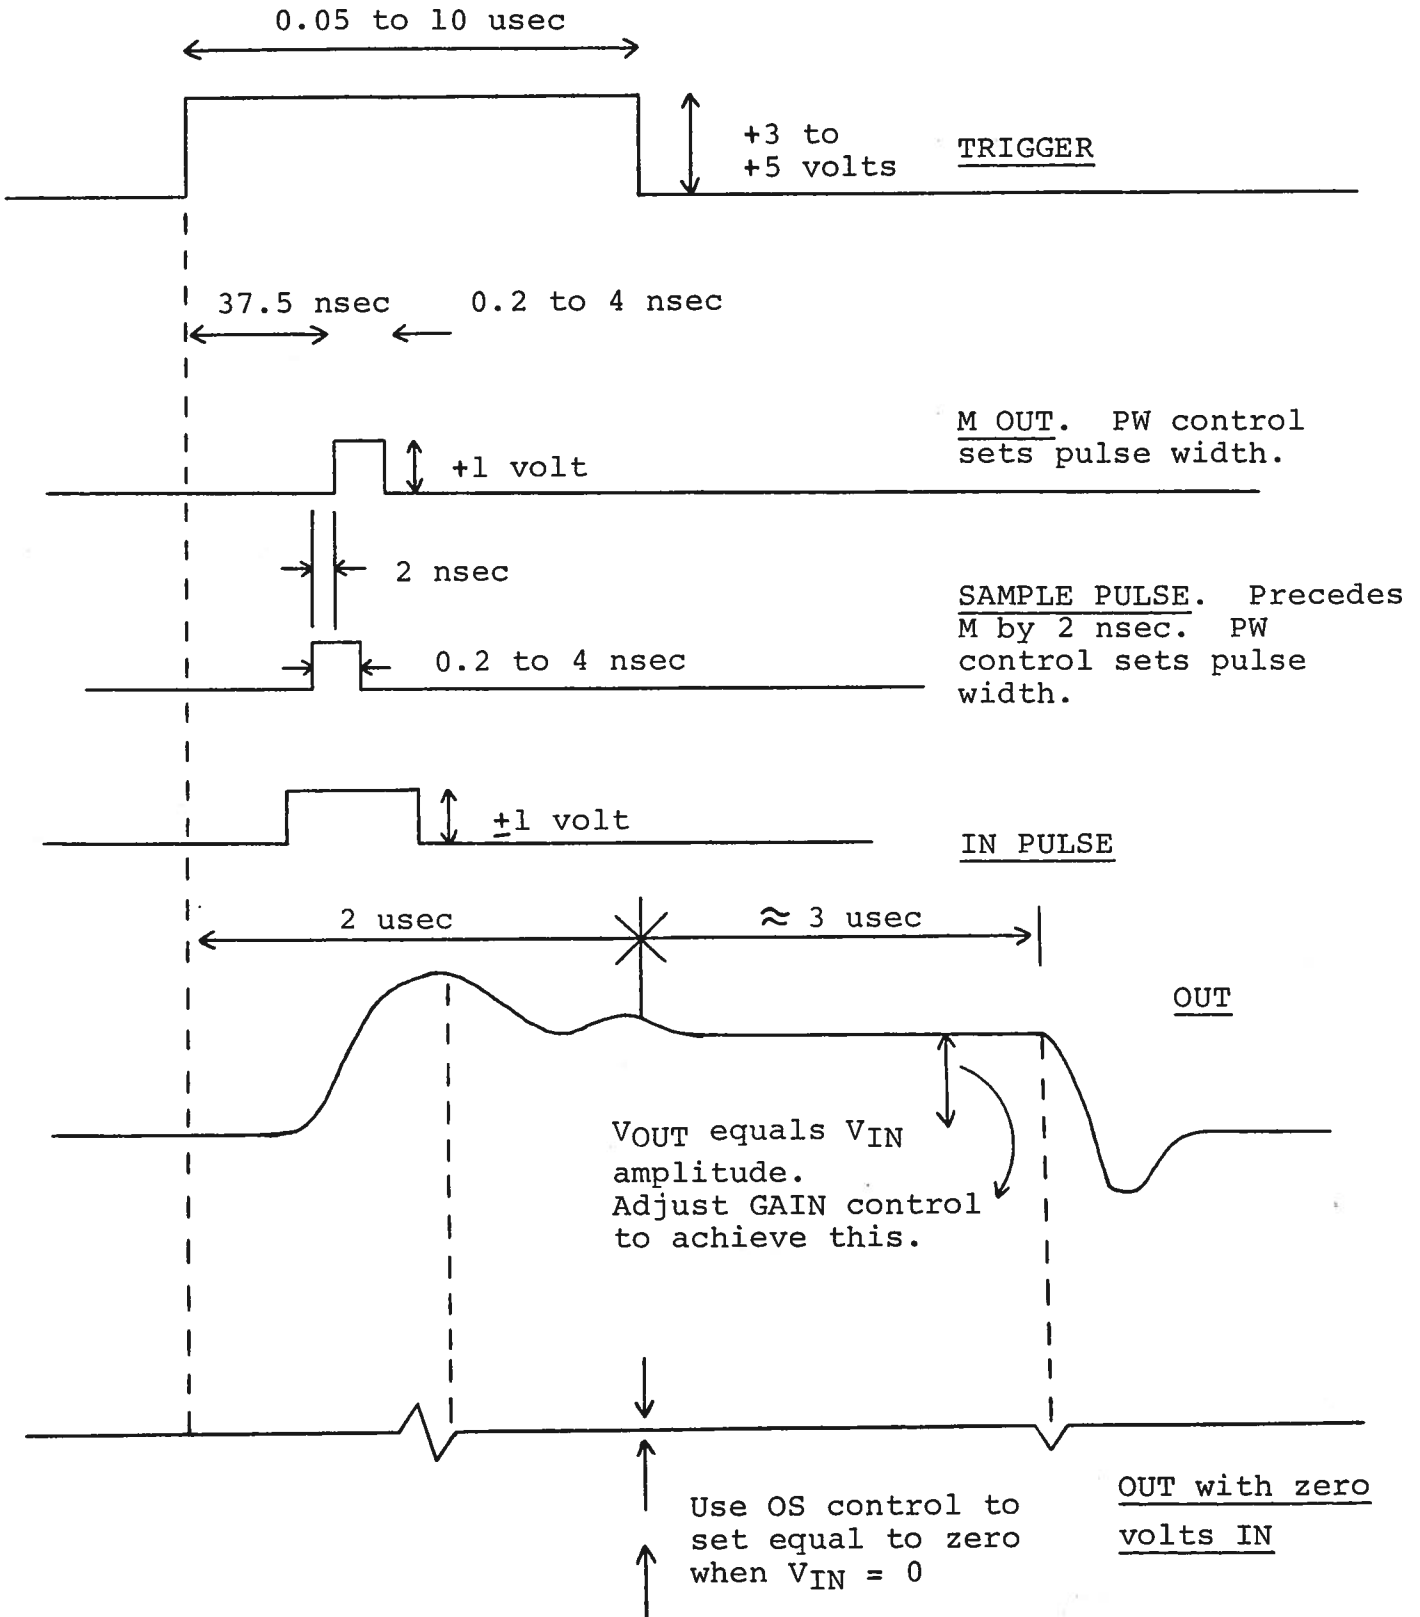 0.05 to 10 usec
+3 to
+5 volts
TRIGGER
37.5 nsec
0.2 to 4 nsec
M OUT. PW control
sets pulse width.
+1 volt
2 nsec
SAMPLE PULSE. Precedes
M by 2 nsec. PW
control sets pulse
width.
0.2 to 4 nsec
±1 volt
IN PULSE
2 usec
≈ 3 usec
OUT
VOUT equals VIN
amplitude.
Adjust GAIN control
to achieve this.
OUT with zero
volts IN
Use OS control to
set equal to zero
when VIN = 0